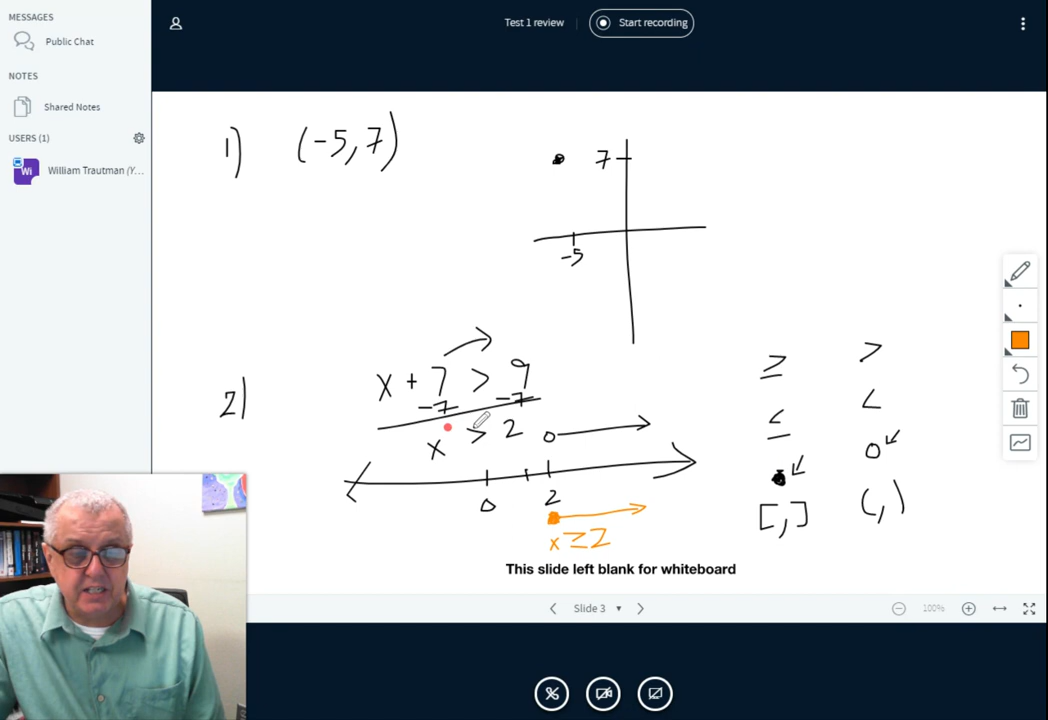 MESSAGES
Public Chat
NOTES
Shared Notes
USERS (1)
Wi
William Trautman (Y...
Test 1 review
Start recording
1) (-5,7)
7
-5
2) x + 7 > 9
-7 -7
x > 2
0 2
x ≥ 2
≥ >
≤ <
[,] (,)
This slide left blank for whiteboard
Slide 3
100%